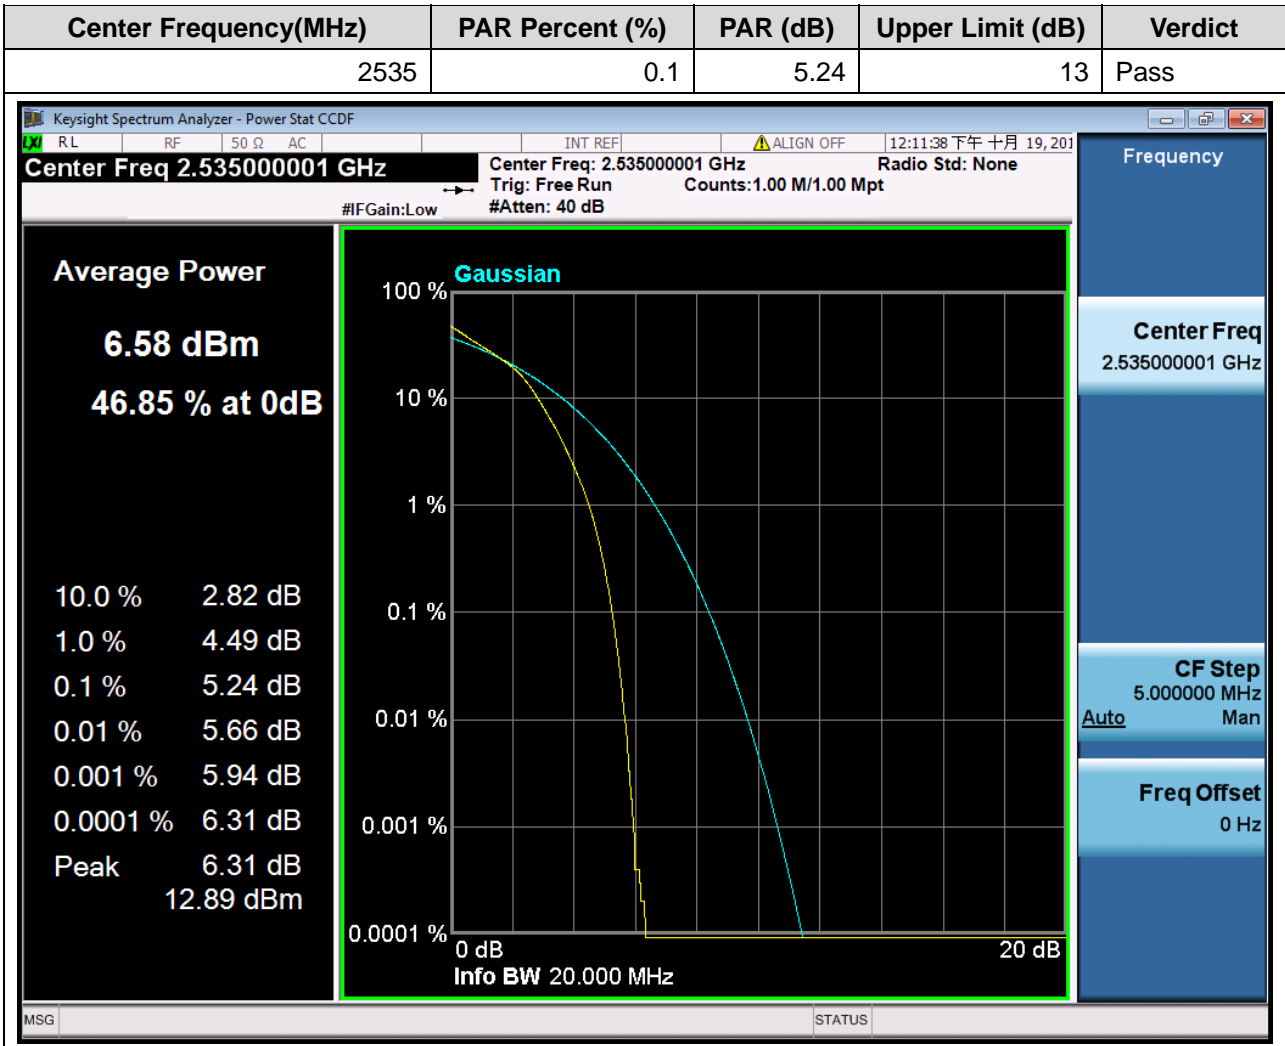 Center Frequency(MHz) PAR Percent (%) PAR (dB) Upper Limit (dB) Verdict
2535 0.1 5.24 13 Pass
Keysight Spectrum Analyzer - Power Stat CCDF
LXI RL RF 50 Ω AC INT REF ALIGN OFF 12:11:38 下午 十月 19, 201
Center Freq 2.535000001 GHz
Center Freq: 2.535000001 GHz Radio Std: None
Trig: Free Run Counts:1.00 M/1.00 Mpt
#IFGain:Low #Atten: 40 dB
Frequency
Average Power
6.58 dBm
46.85 % at 0dB
10.0 % 2.82 dB
1.0 % 4.49 dB
0.1 % 5.24 dB
0.01 % 5.66 dB
0.001 % 5.94 dB
0.0001 % 6.31 dB
Peak 6.31 dB
12.89 dBm
Gaussian
100 %
10 %
1 %
0.1 %
0.01 %
0.001 %
0.0001 %
0 dB 20 dB
Info BW 20.000 MHz
Center Freq
2.535000001 GHz
CF Step
5.000000 MHz
Auto Man
Freq Offset
0 Hz
MSG STATUS